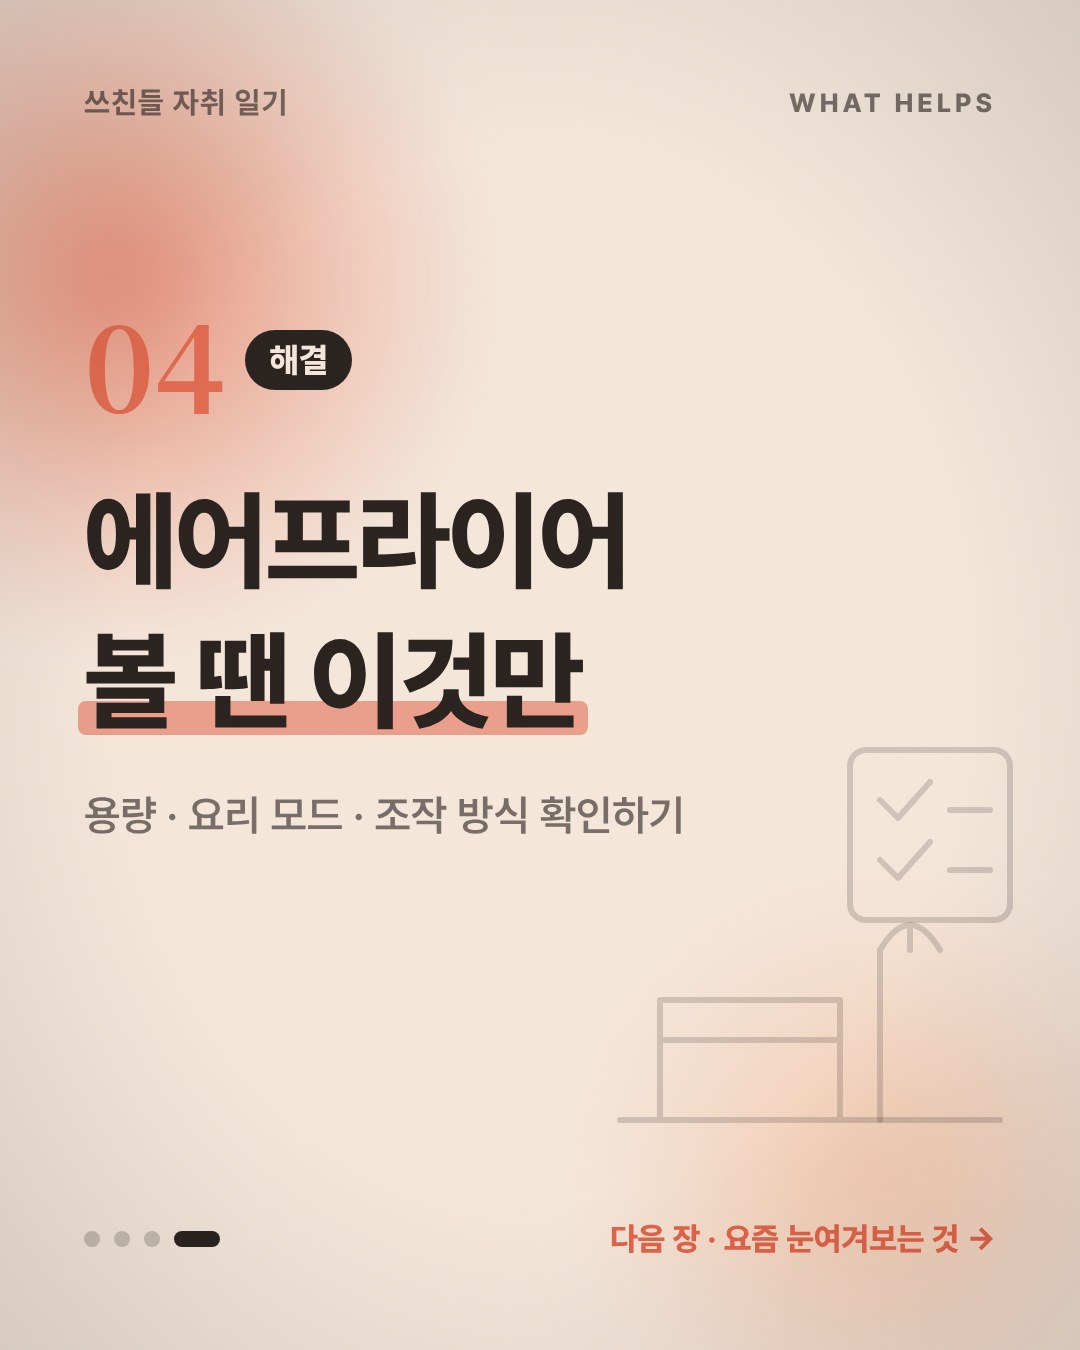 쓰친들 자취 일기
WHAT HELPS
04 해결
에어프라이어
볼 땐 이것만
용량 · 요리 모드 · 조작 방식 확인하기
다음 장 · 요즘 눈여겨보는 것 →